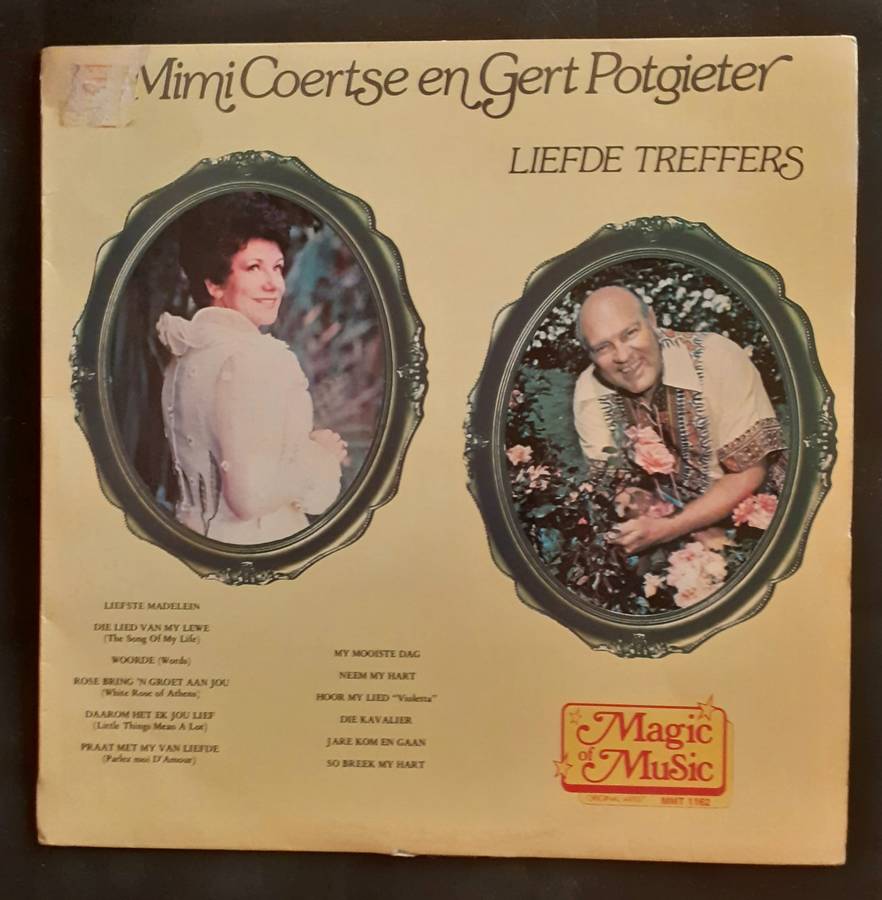 Mimi Coertse en Gert Potgieter
LIEFDE TREFFERS
LIEFSTE MADELEIN
DIE LIED VAN MY LEWE
(The Song Of My Life)
WOORDE (Words)
ROSE BRING 'N GROET AAN JOU
(White Rose of Athens)
DAAROM HET EK JOU LIEF
(Little Things Mean A Lot)
PRAAT MET MY VAN LIEFDE
(Parlez moi D'Amour)
MY MOOISTE DAG
NEEM MY HART
HOOR MY LIED "Violetta"
DIE KAVALIER
JARE KOM EN GAAN
SO BREEK MY HART
Magic
of
Music
MMT 1162